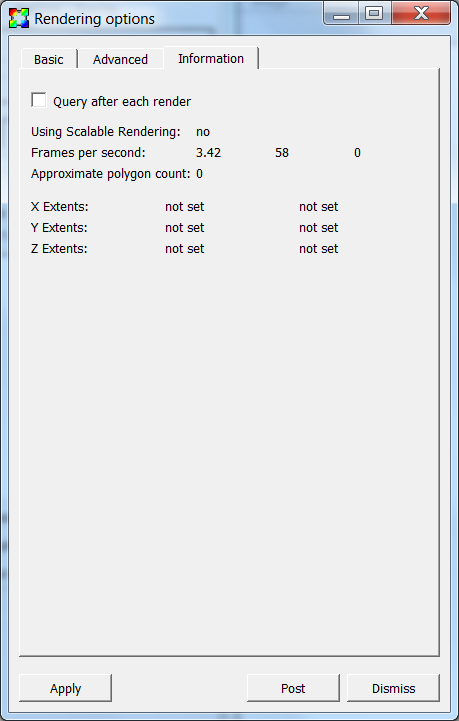 Rendering options
Basic Advanced Information
Query after each render
Using Scalable Rendering: no
Frames per second: 3.42 58 0
Approximate polygon count: 0
X Extents: not set not set
Y Extents: not set not set
Z Extents: not set not set
Apply Post Dismiss